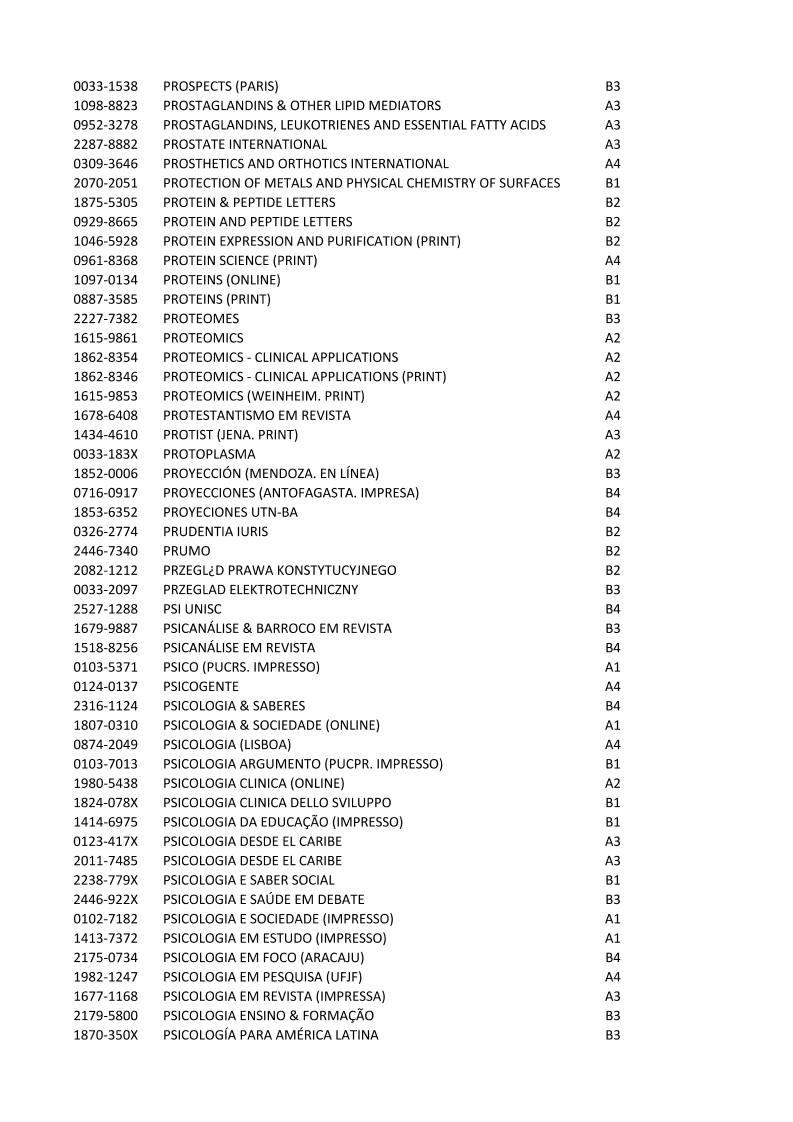 0033-1538 PROSPECTS (PARIS) B3
1098-8823 PROSTAGLANDINS & OTHER LIPID MEDIATORS A3
0952-3278 PROSTAGLANDINS, LEUKOTRIENES AND ESSENTIAL FATTY ACIDS A3
2287-8882 PROSTATE INTERNATIONAL A3
0309-3646 PROSTHETICS AND ORTHOTICS INTERNATIONAL A4
2070-2051 PROTECTION OF METALS AND PHYSICAL CHEMISTRY OF SURFACES B1
1875-5305 PROTEIN & PEPTIDE LETTERS B2
0929-8665 PROTEIN AND PEPTIDE LETTERS B2
1046-5928 PROTEIN EXPRESSION AND PURIFICATION (PRINT) B2
0961-8368 PROTEIN SCIENCE (PRINT) A4
1097-0134 PROTEINS (ONLINE) B1
0887-3585 PROTEINS (PRINT) B1
2227-7382 PROTEOMES B3
1615-9861 PROTEOMICS A2
1862-8354 PROTEOMICS - CLINICAL APPLICATIONS A2
1862-8346 PROTEOMICS - CLINICAL APPLICATIONS (PRINT) A2
1615-9853 PROTEOMICS (WEINHEIM. PRINT) A2
1678-6408 PROTESTANTISMO EM REVISTA A4
1434-4610 PROTIST (JENA. PRINT) A3
0033-183X PROTOPLASMA A2
1852-0006 PROYECCIÓN (MENDOZA. EN LÍNEA) B3
0716-0917 PROYECCIONES (ANTOFAGASTA. IMPRESA) B4
1853-6352 PROYECIONES UTN-BA B4
0326-2774 PRUDENTIA IURIS B2
2446-7340 PRUMO B2
2082-1212 PRZEGL¿D PRAWA KONSTYTUCYJNEGO B2
0033-2097 PRZEGLAD ELEKTROTECHNICZNY B3
2527-1288 PSI UNISC B4
1679-9887 PSICANÁLISE & BARROCO EM REVISTA B3
1518-8256 PSICANÁLISE EM REVISTA B4
0103-5371 PSICO (PUCRS. IMPRESSO) A1
0124-0137 PSICOGENTE A4
2316-1124 PSICOLOGIA & SABERES B4
1807-0310 PSICOLOGIA & SOCIEDADE (ONLINE) A1
0874-2049 PSICOLOGIA (LISBOA) A4
0103-7013 PSICOLOGIA ARGUMENTO (PUCPR. IMPRESSO) B1
1980-5438 PSICOLOGIA CLINICA (ONLINE) A2
1824-078X PSICOLOGIA CLINICA DELLO SVILUPPO B1
1414-6975 PSICOLOGIA DA EDUCAÇÃO (IMPRESSO) B1
0123-417X PSICOLOGIA DESDE EL CARIBE A3
2011-7485 PSICOLOGIA DESDE EL CARIBE A3
2238-779X PSICOLOGIA E SABER SOCIAL B1
2446-922X PSICOLOGIA E SAÚDE EM DEBATE B3
0102-7182 PSICOLOGIA E SOCIEDADE (IMPRESSO) A1
1413-7372 PSICOLOGIA EM ESTUDO (IMPRESSO) A1
2175-0734 PSICOLOGIA EM FOCO (ARACAJU) B4
1982-1247 PSICOLOGIA EM PESQUISA (UFJF) A4
1677-1168 PSICOLOGIA EM REVISTA (IMPRESSA) A3
2179-5800 PSICOLOGIA ENSINO & FORMAÇÃO B3
1870-350X PSICOLOGÍA PARA AMÉRICA LATINA B3